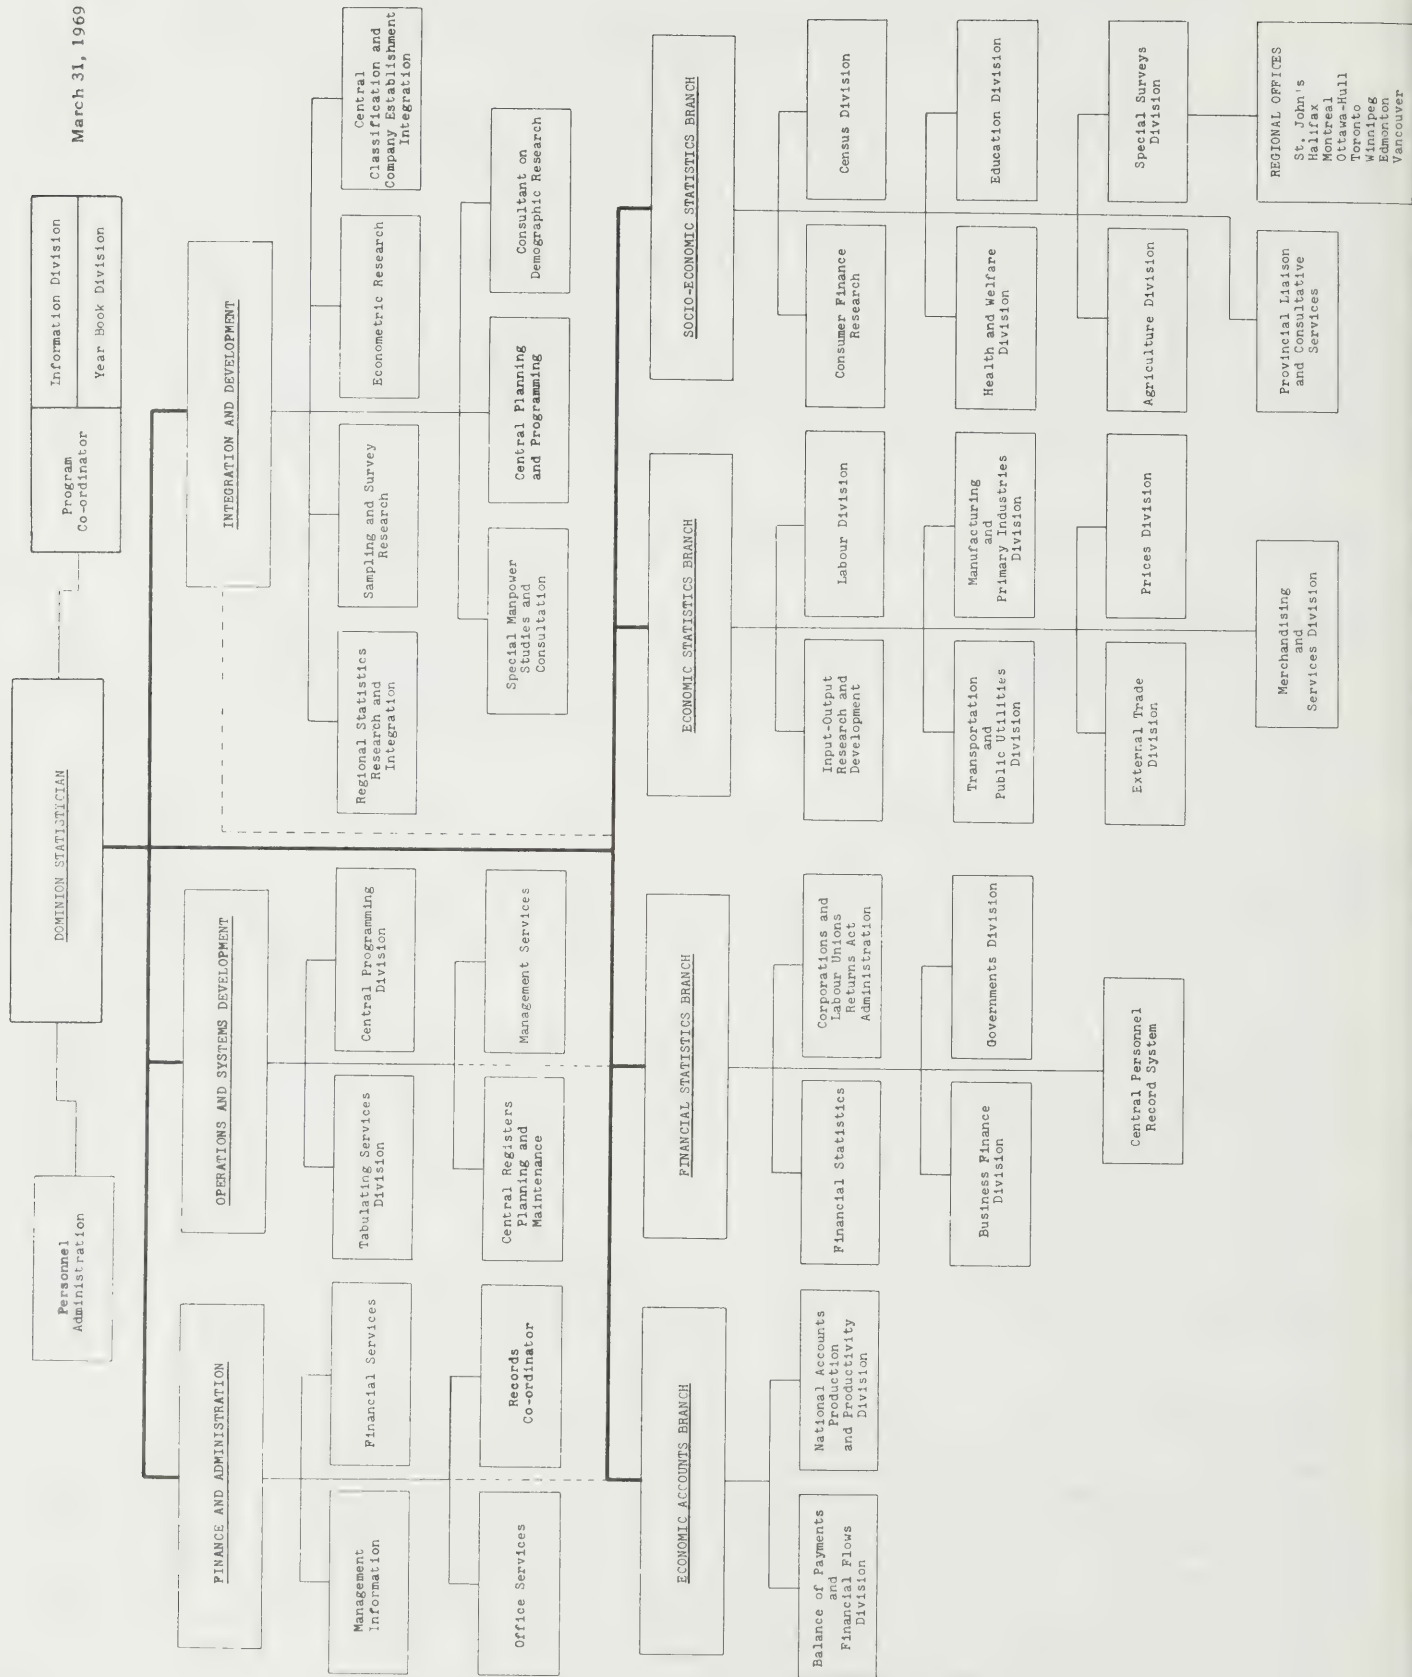 March 31, 1969
DOMINION STATISTICIAN
Personnel
Administration
Program
Co-ordinator
Information Division
Year Book Division
FINANCE AND ADMINISTRATION
Management
Information
Financial Services
Office Services
Records
Co-ordinator
OPERATIONS AND SYSTEMS DEVELOPMENT
Tabulating Services
Division
Central Programming
Division
Central Registers
Planning and
Maintenance
Management Services
INTEGRATION AND DEVELOPMENT
Regional Statistics
Research and
Integration
Sampling and Survey
Research
Econometric Research
Central
Classification and
Company Establishment
Integration
Special Manpower
Studies and
Consultation
Central Planning
and Programming
Consultant on
Demographic Research
ECONOMIC ACCOUNTS BRANCH
Balance of Payments
and
Financial Flows
Division
National Accounts
Production
and Productivity
Division
FINANCIAL STATISTICS BRANCH
Financial Statistics
Corporations and
Labour Unions
Returns Act
Administration
Business Finance
Division
Governments Division
Central Personnel
Record System
ECONOMIC STATISTICS BRANCH
Input-Output
Research and
Development
Labour Division
Transportation
and
Public Utilities
Division
Manufacturing
and
Primary Industries
Division
External Trade
Division
Prices Division
Merchandising
and
Services Division
SOCIO-ECONOMIC STATISTICS BRANCH
Consumer Finance
Research
Census Division
Health and Welfare
Division
Education Division
Agriculture Division
Special Surveys
Division
Provincial Liaison
and Consultative
Services
REGIONAL OFFICES
St. John's
Halifax
Montreal
Ottawa-Hull
Toronto
Winnipeg
Edmonton
Vancouver